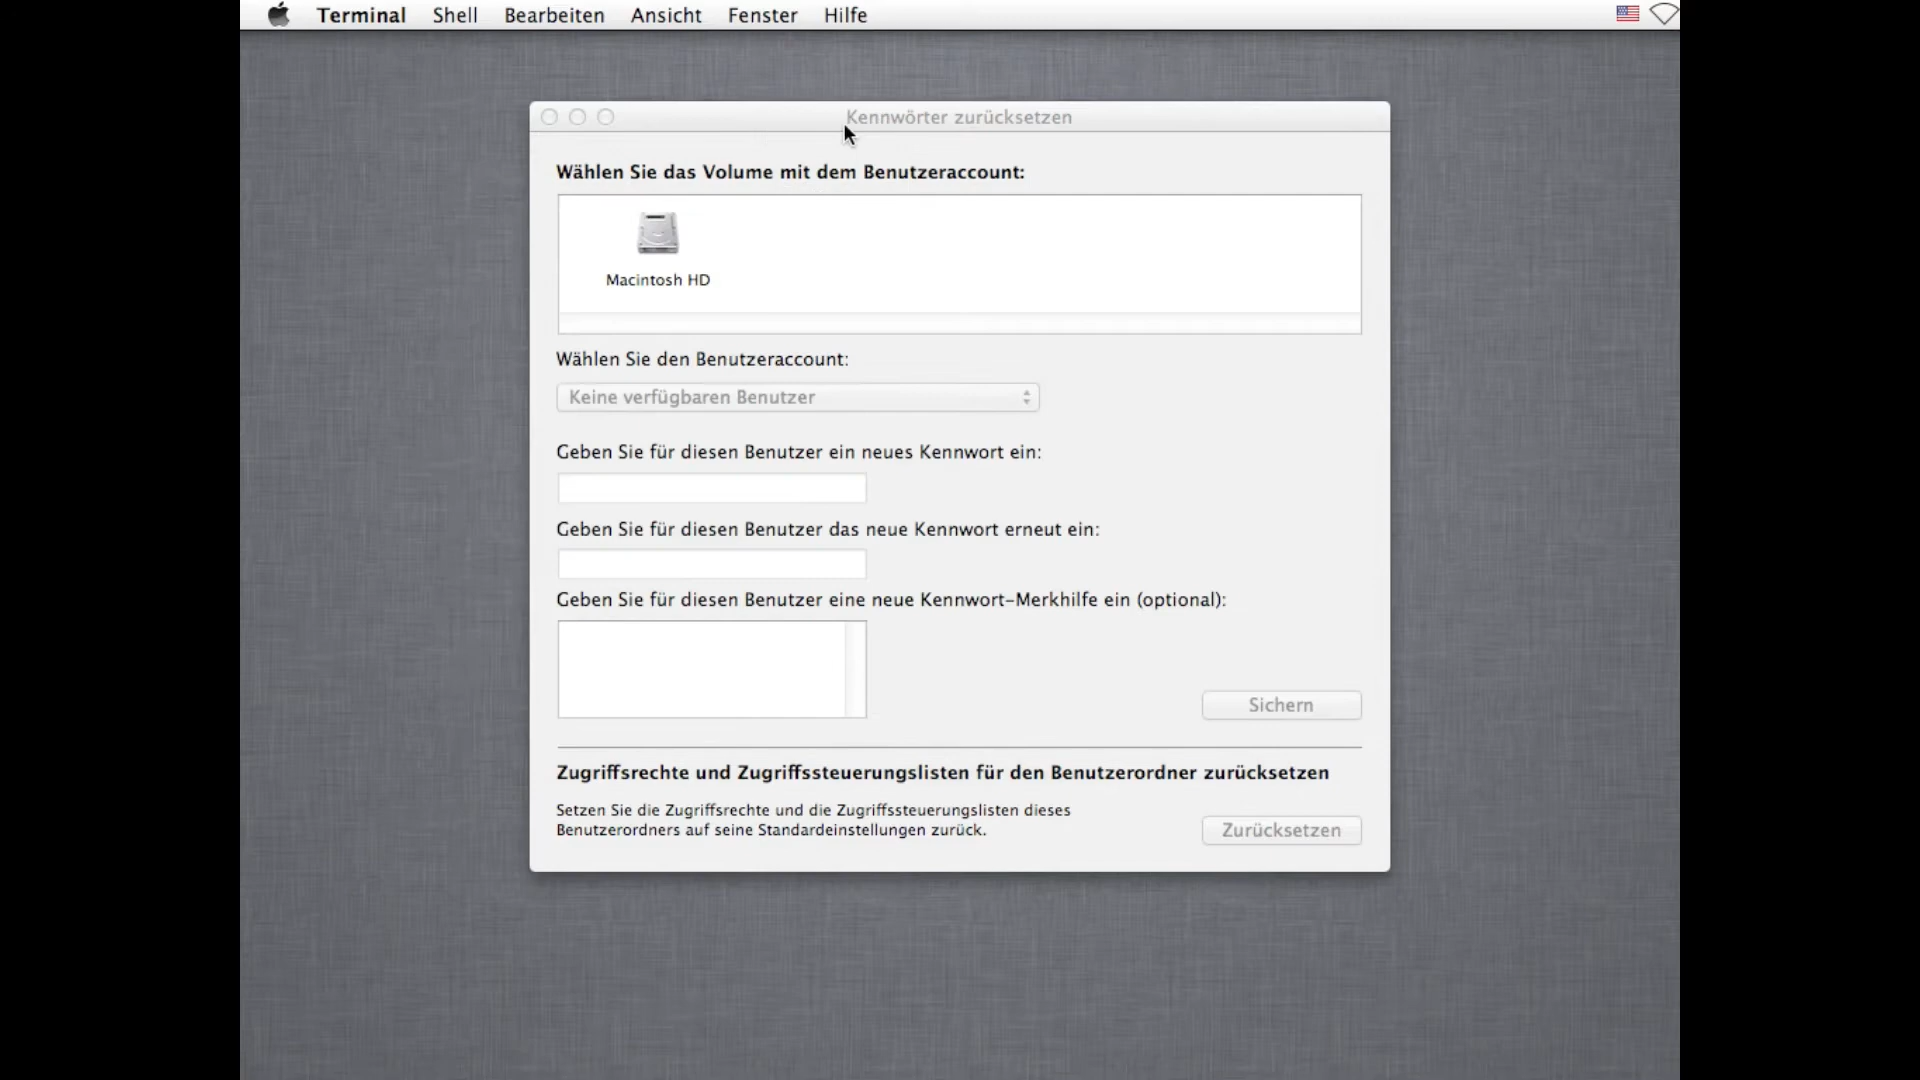 Terminal Shell Bearbeiten Ansicht Fenster Hilfe
Kennwörter zurücksetzen
Wählen Sie das Volume mit dem Benutzeraccount:
Macintosh HD
Wählen Sie den Benutzeraccount:
Keine verfügbaren Benutzer
Geben Sie für diesen Benutzer ein neues Kennwort ein:
Geben Sie für diesen Benutzer das neue Kennwort erneut ein:
Geben Sie für diesen Benutzer eine neue Kennwort-Merkhilfe ein (optional):
Sichern
Zugriffsrechte und Zugriffssteuerungslisten für den Benutzerordner zurücksetzen
Setzen Sie die Zugriffsrechte und die Zugriffssteuerungslisten dieses
Benutzerordners auf seine Standardeinstellungen zurück.
Zurücksetzen